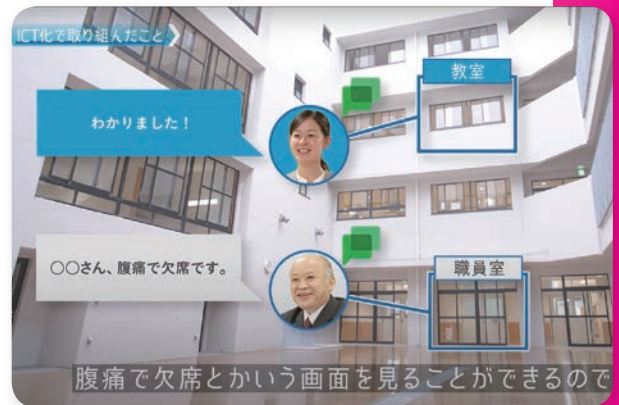 ICT化で取り組んだこと
教室
わかりました！
〇〇さん、腹痛で欠席です。
職員室
腹痛で欠席とかいう画面を見ることができるので